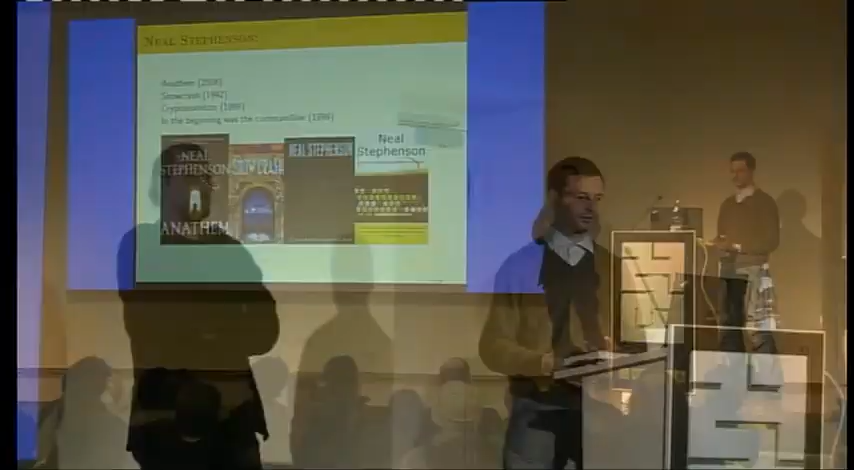 NEAL STEPHENSON:
Anathem [2008]
Snowcrash [1992]
Cryptonomicon [1999]
In the beginning was the commandline [1999]
NEAL
STEPHENSON
ANATHEM
SNOW CRASH
NEAL STEPHENSON
Neal
Stephenson